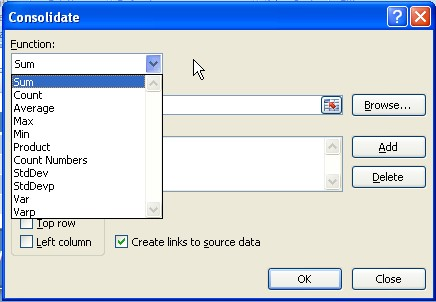 Consolidate
Function:
Sum
Sum
Count
Average
Max
Min
Product
Count Numbers
StdDev
StdDevp
Var
Varp
Browse...
Add
Delete
Top row
Left column
Create links to source data
OK
Close